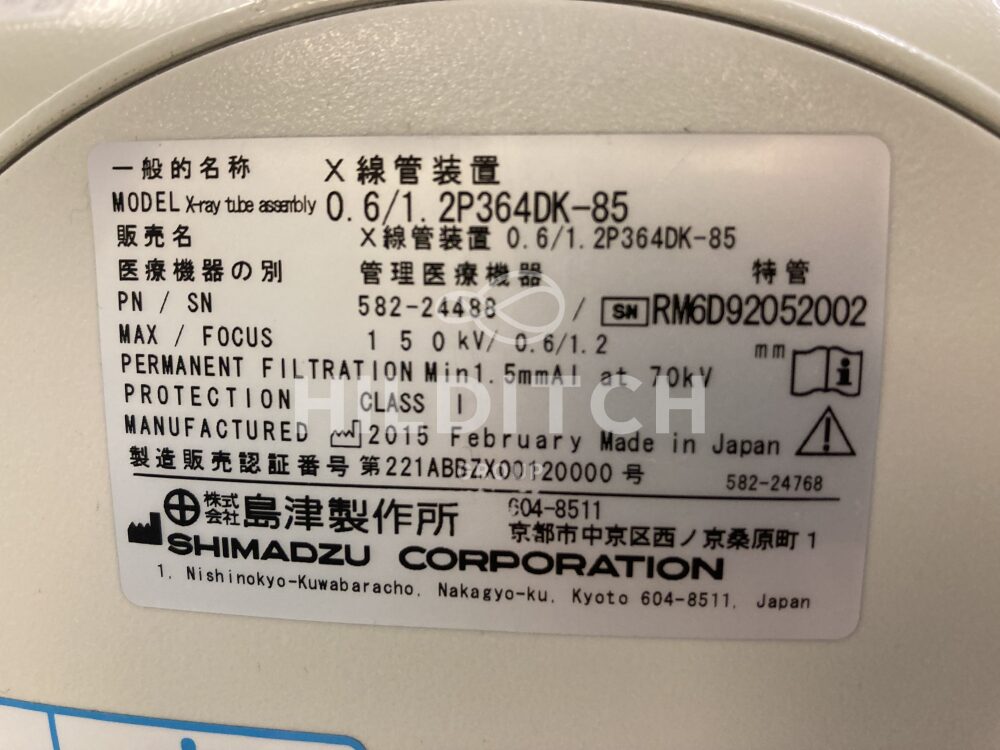 一般的名称 X線管装置
MODEL X-ray tube assembly 0.6/1.2P364DK-85
販売名 X線管装置 0.6/1.2P364DK-85
医療機器の別 管理医療機器 特管
PN / SN 582-24488 / SN RM6D92052002
MAX / FOCUS 150kV/ 0.6/1.2 mm
PERMANENT FILTRATION Min1.5mmAl at 70kV
PROTECTION CLASS I
MANUFACTURED 2015 February Made in Japan
製造販売認証番号 第221ABBZX00120000号
582-24768
株式会社 島津製作所 604-8511
京都市中京区西ノ京桑原町1
SHIMADZU CORPORATION
1, Nishinokyo-Kuwabaracho, Nakagyo-ku, Kyoto 604-8511, Japan
HILDITCH
GROUP